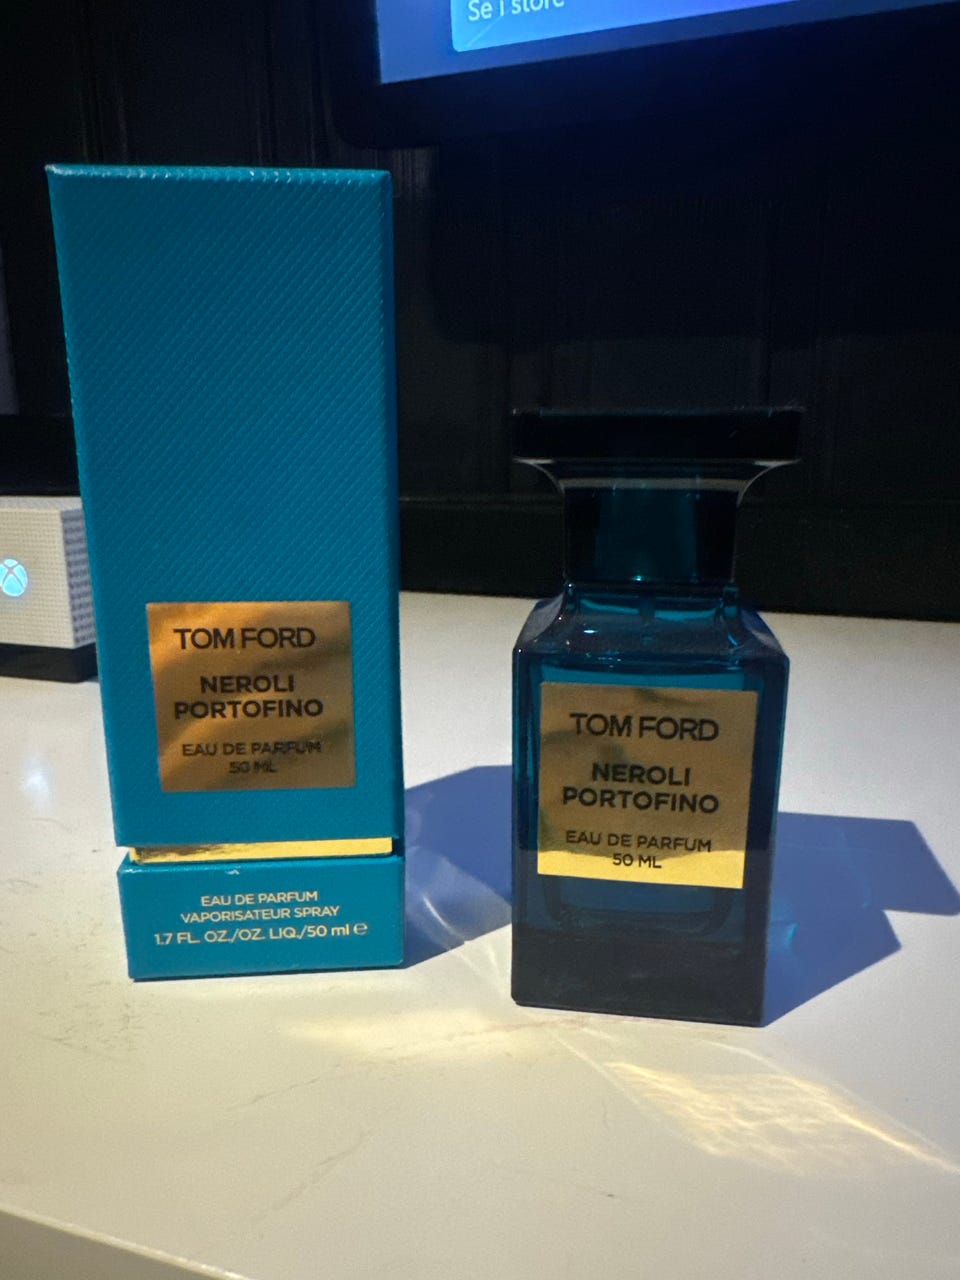 Se i store
TOM FORD
NEROLI
PORTOFINO
EAU DE PARFUM
50 ML
EAU DE PARFUM
VAPORISATEUR SPRAY
1.7 FL. OZ./OZ. LIQ./50 ml ℮
TOM FORD
NEROLI
PORTOFINO
EAU DE PARFUM
50 ML